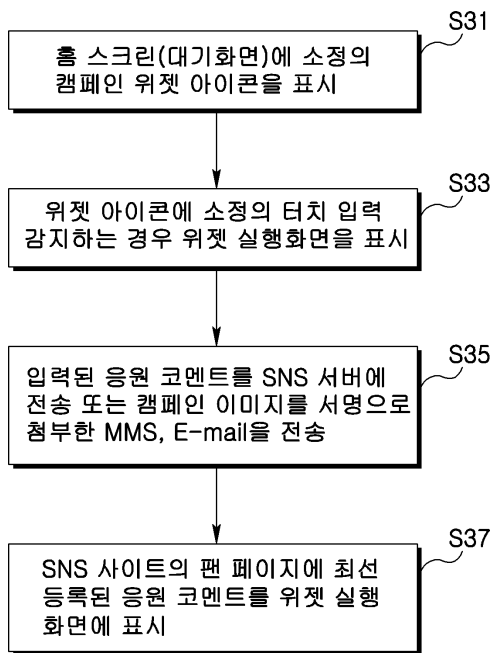 S31
홈 스크린(대기화면)에 소정의
캠페인 위젯 아이콘을 표시
S33
위젯 아이콘에 소정의 터치 입력
감지하는 경우 위젯 실행화면을 표시
S35
입력된 응원 코멘트를 SNS 서버에
전송 또는 캠페인 이미지를 서명으로
첨부한 MMS, E-mail을 전송
S37
SNS 사이트의 팬 페이지에 최선
등록된 응원 코멘트를 위젯 실행
화면에 표시